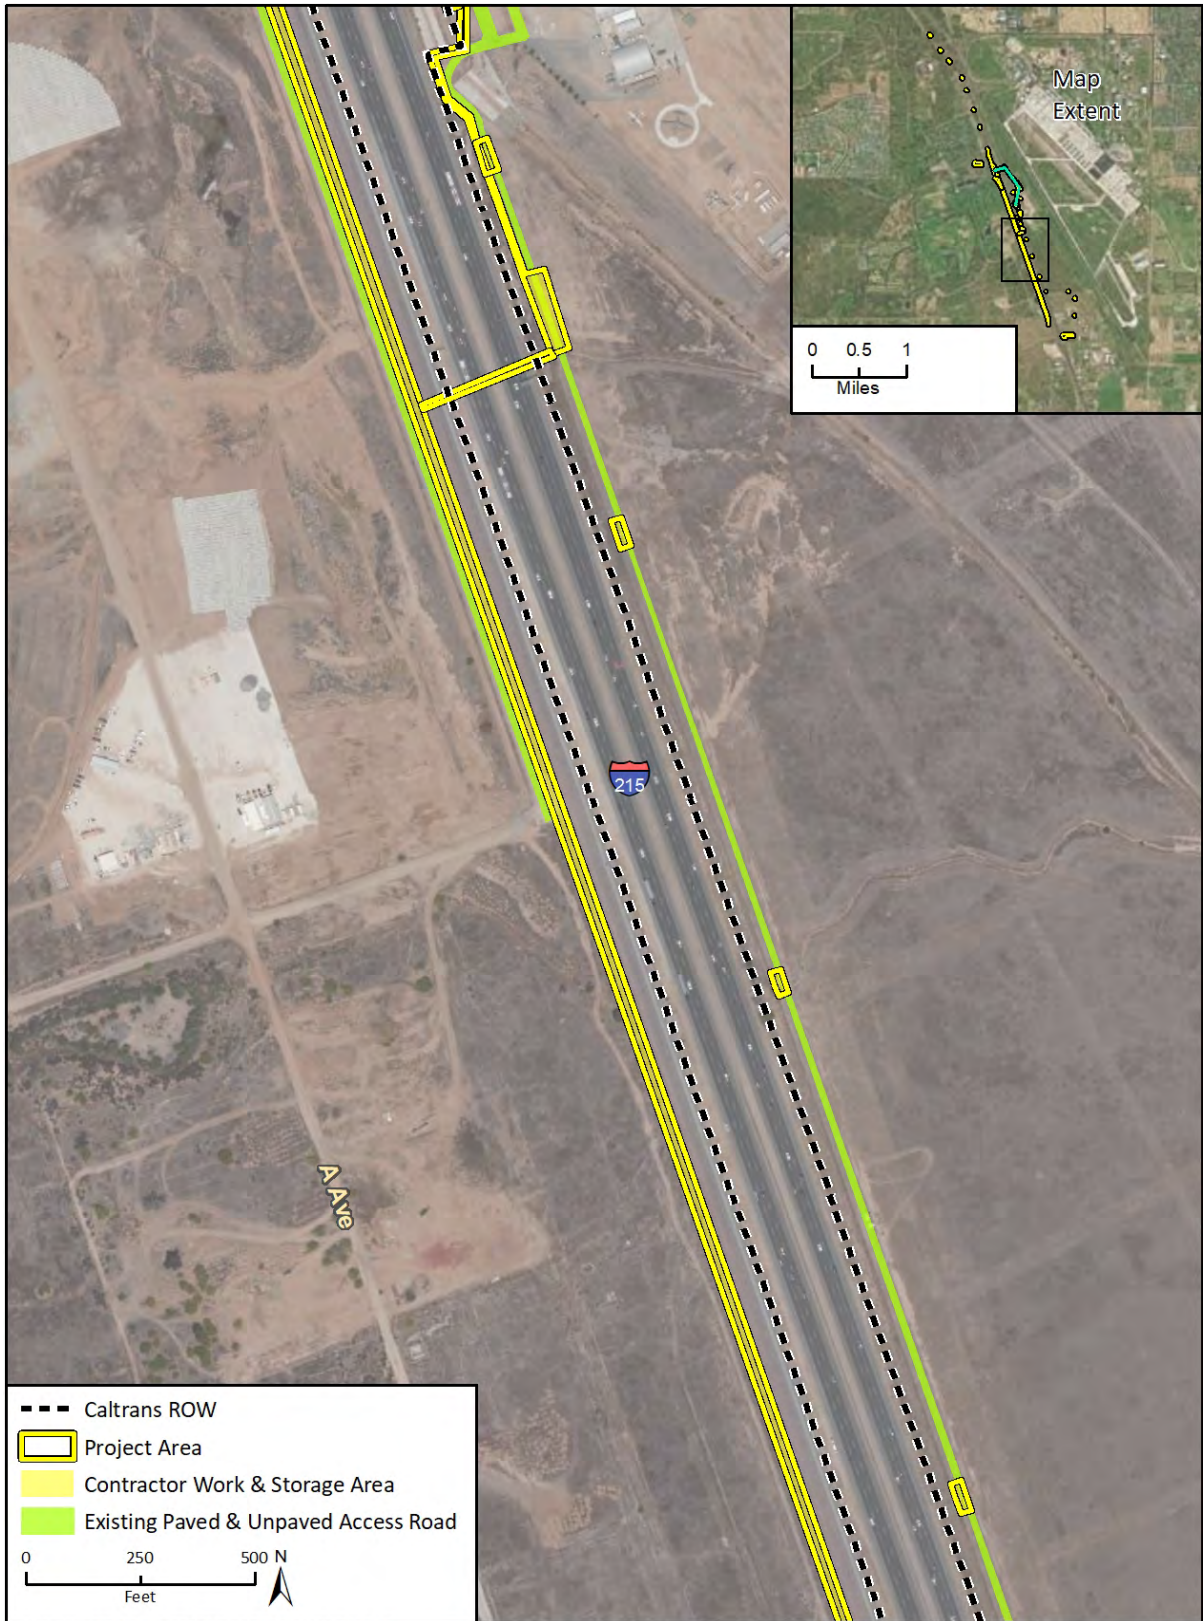 Map
Extent
0 0.5 1
Miles
215
A Ave
Caltrans ROW
Project Area
Contractor Work & Storage Area
Existing Paved & Unpaved Access Road
0 250 500 N
Feet